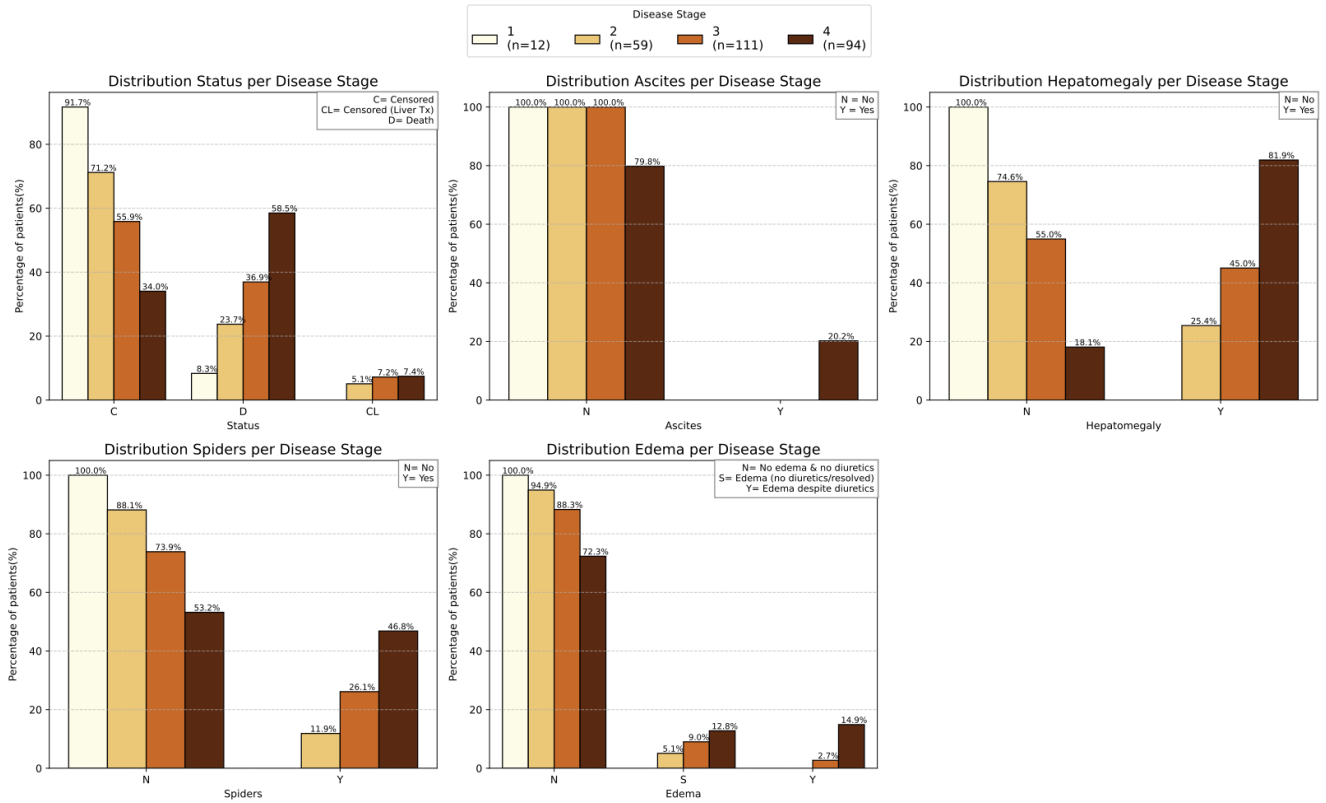 Disease Stage
1 (n=12)
2 (n=59)
3 (n=111)
4 (n=94)
Distribution Status per Disease Stage
C= Censored
CL= Censored (Liver Tx)
D= Death
Percentage of patients(%)
80
60
40
20
0
91.7%
71.2%
55.9%
34.0%
8.3%
23.7%
36.9%
58.5%
5.1%
7.2%
7.4%
C
D
CL
Status
Distribution Ascites per Disease Stage
N = No
Y = Yes
Percentage of patients(%)
100
80
60
40
20
0
100.0%
100.0%
100.0%
79.8%
20.2%
N
Y
Ascites
Distribution Hepatomegaly per Disease Stage
N= No
Y= Yes
Percentage of patients(%)
100
80
60
40
20
0
100.0%
74.6%
55.0%
18.1%
25.4%
45.0%
81.9%
N
Y
Hepatomegaly
Distribution Spiders per Disease Stage
N= No
Y= Yes
Percentage of patients(%)
100
80
60
40
20
0
100.0%
88.1%
73.9%
53.2%
11.9%
26.1%
46.8%
N
Y
Spiders
Distribution Edema per Disease Stage
N= No edema & no diuretics
S= Edema (no diuretics/resolved)
Y= Edema despite diuretics
Percentage of patients(%)
100
80
60
40
20
0
100.0%
94.9%
88.3%
72.3%
5.1%
9.0%
12.8%
2.7%
14.9%
N
S
Y
Edema